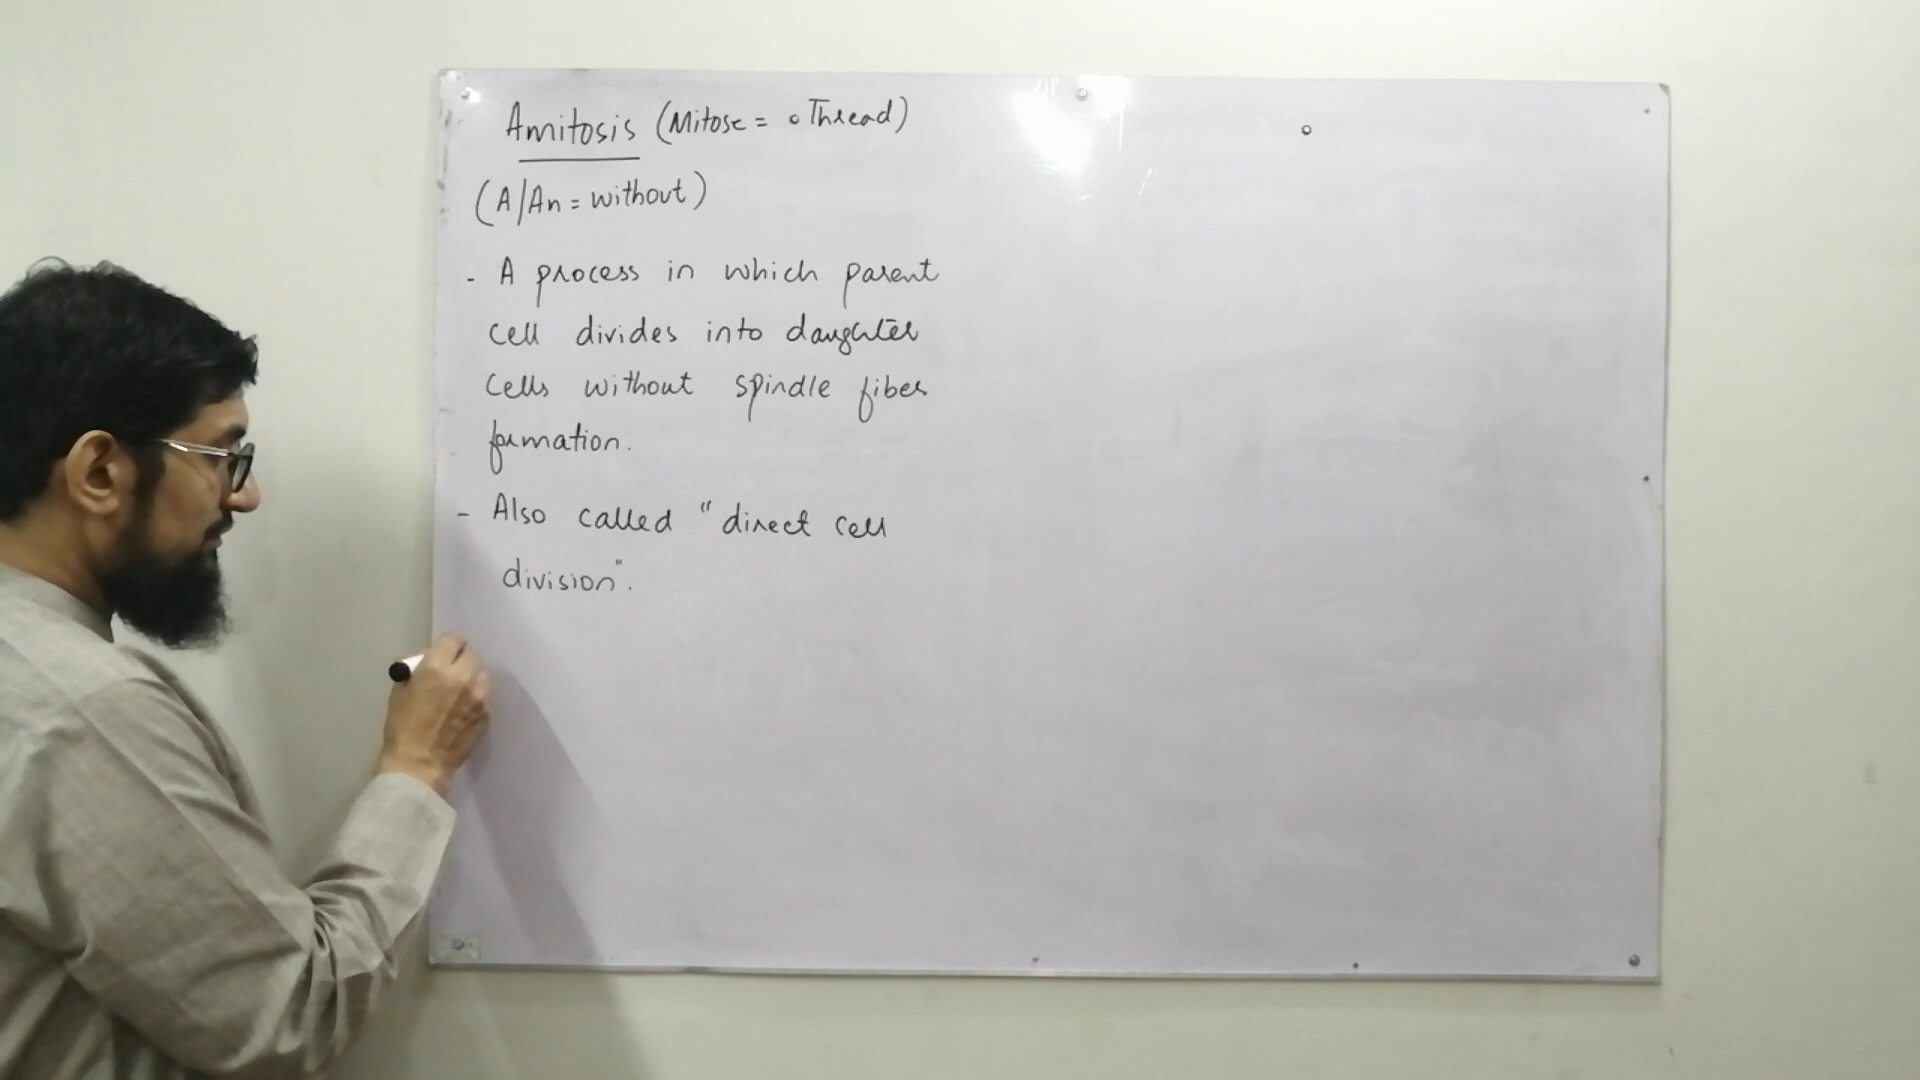 Amitosis (Mitose = Thread)
(A/An = without)
- A process in which parent
cell divides into daughter
cells without spindle fiber
formation.
- Also called "direct cell
division".